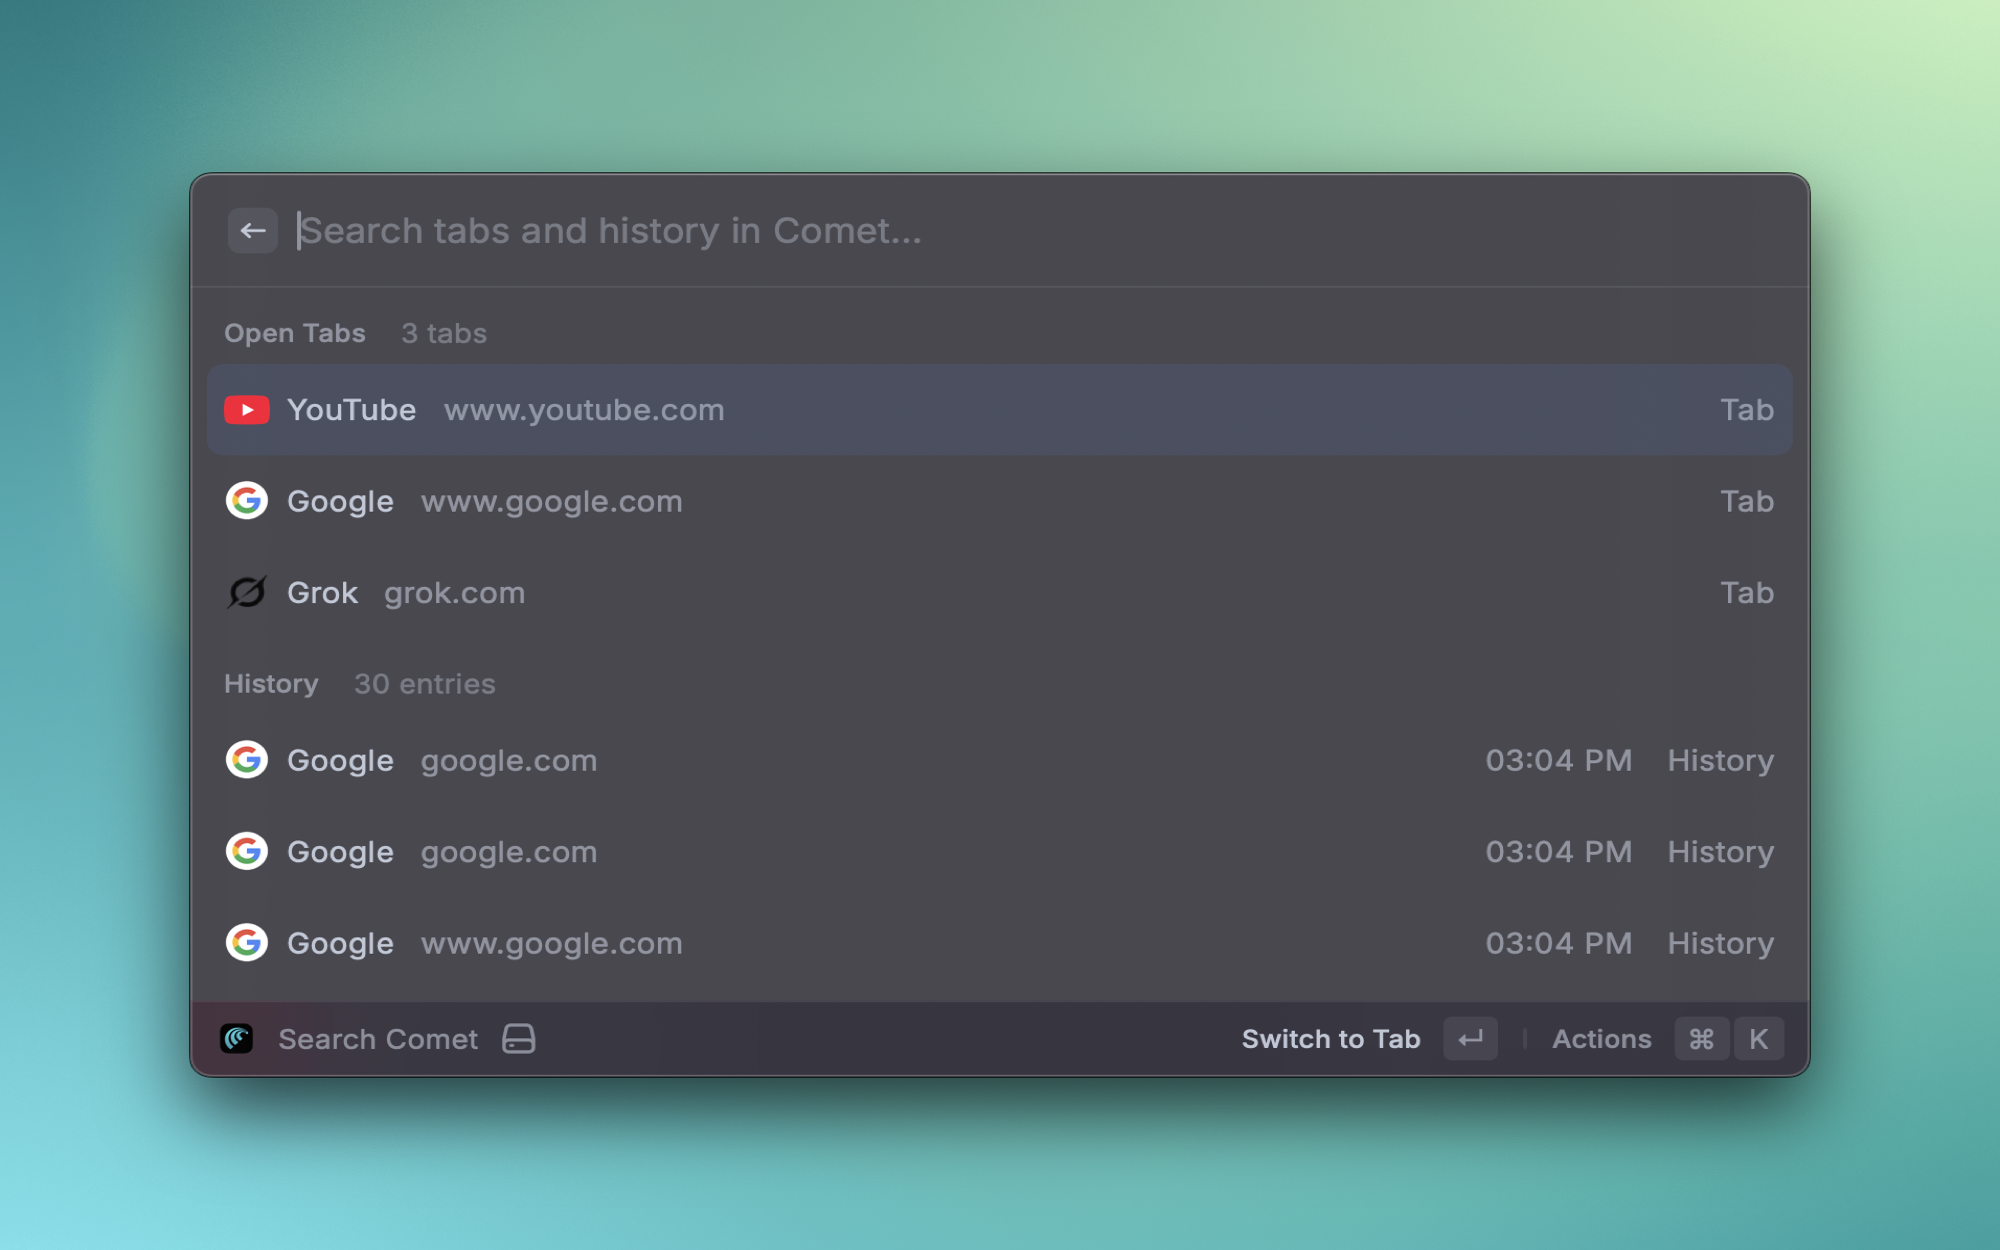 Search tabs and history in Comet...
Open Tabs 3 tabs
YouTube www.youtube.com Tab
Google www.google.com Tab
Grok grok.com Tab
History 30 entries
Google google.com 03:04 PM History
Google google.com 03:04 PM History
Google www.google.com 03:04 PM History
Search Comet Switch to Tab ↵ Actions ⌘ K